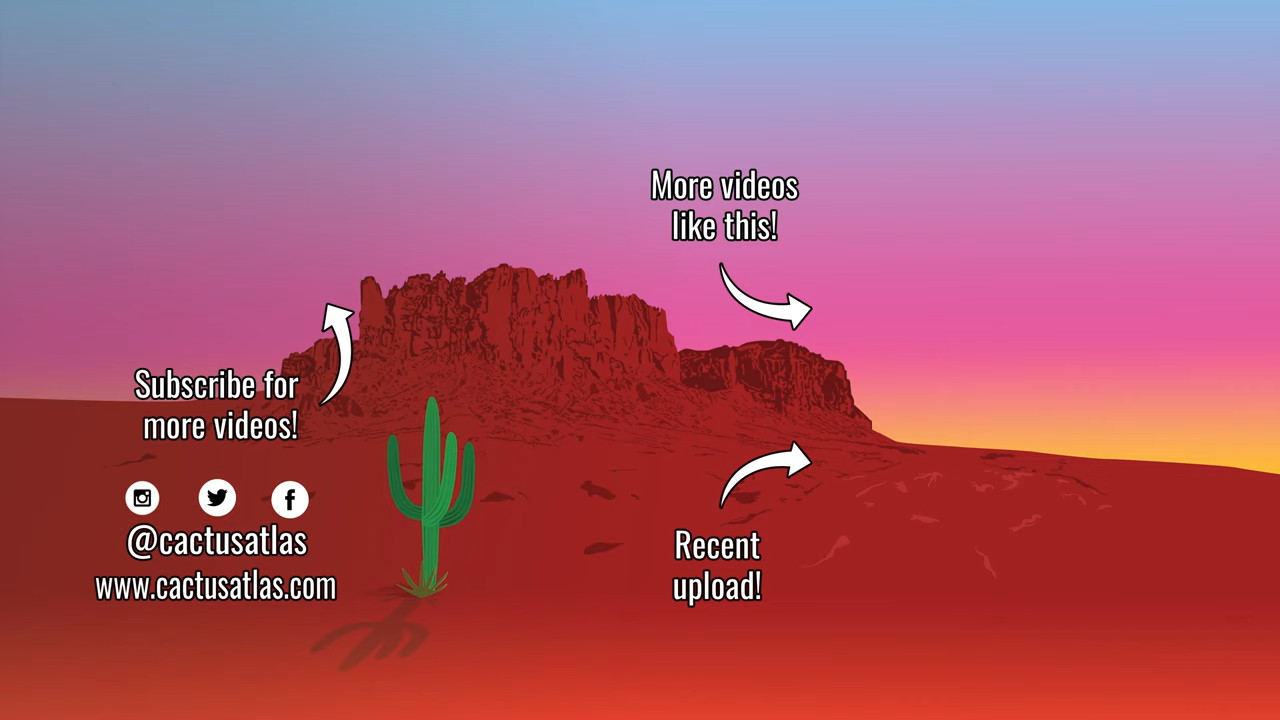 More videos
like this!
Subscribe for
more videos!
@cactusatlas
www.cactusatlas.com
Recent
upload!